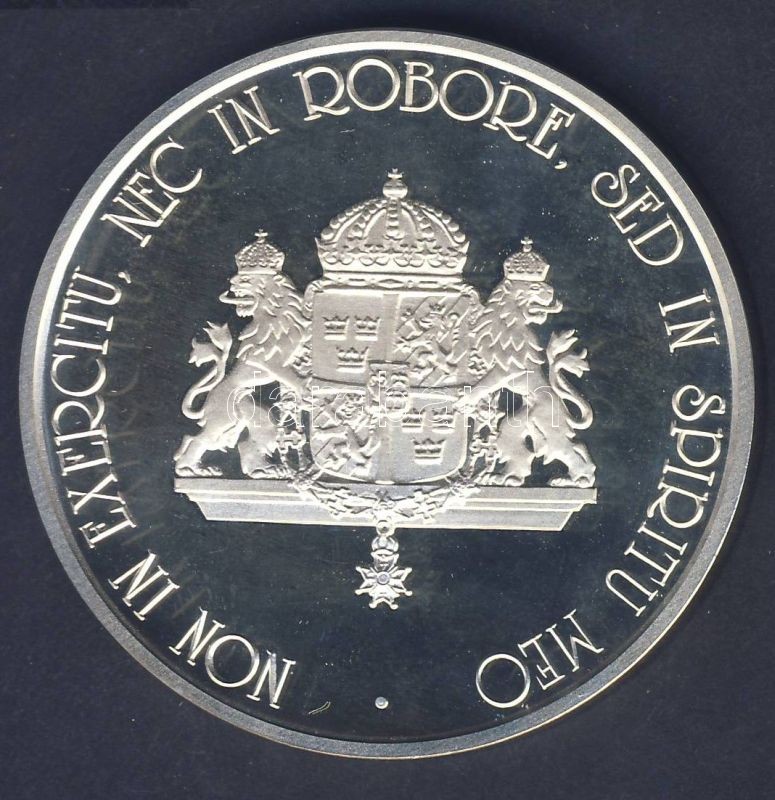 NON IN EXERCITU, NEC IN ROBORE, SED IN SPIRITU MEO